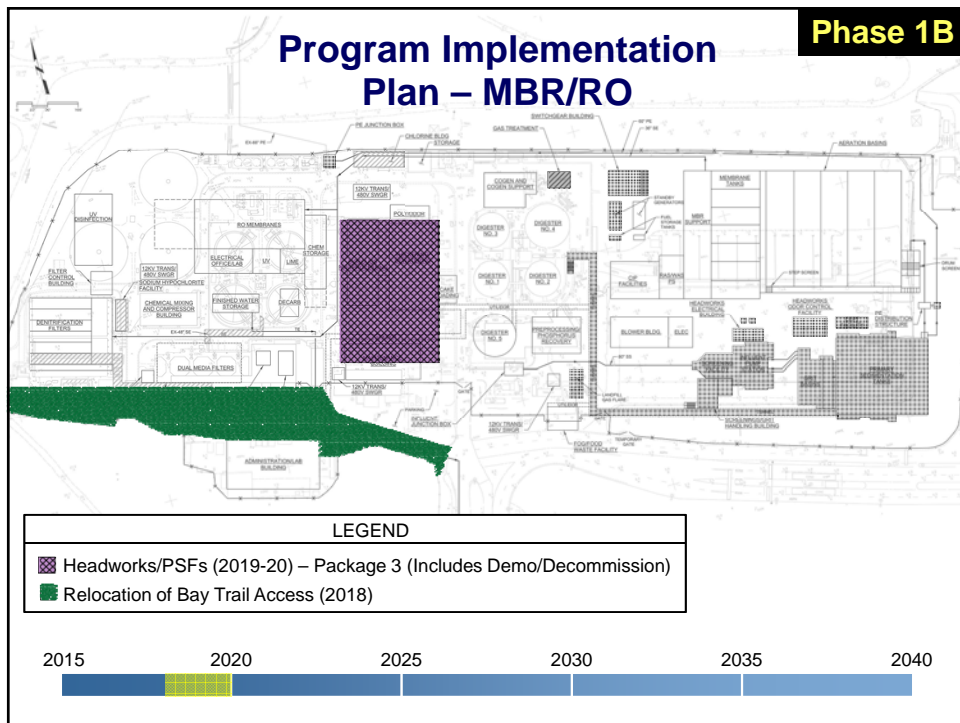 Phase 1B
Program Implementation
Plan – MBR/RO
SWITCHGEAR BUILDING
PE JUNCTION BOX
GAS TREATMENT
CHLORINE BLDG
STORAGE
AERATION BASINS
12KV TRANS/
480V SWGR
COGEN AND
COGEN SUPPORT
MEMBRANE
TANKS
UV
DISINFECTION
RO MEMBRANES
POLY/ODOR
DIGESTER
NO. 3
DIGESTER
NO. 4
STANDBY
GENERATORS
FUEL
STORAGE
TANKS
MBR
SUPPORT
ELECTRICAL
OFFICE/LAB
UV
LIME
CHEM
STORAGE
FILTER
CONTROL
BUILDING
12KV TRANS/
480V SWGR
SODIUM HYPOCHLORITE
FACILITY
CHEMICAL MIXING
AND COMPRESSOR
BUILDING
FINISHED WATER
STORAGE
DECARB
DIGESTER
NO. 1
DIGESTER
NO. 2
CIP
FACILITIES
RAS/WAS
PS
STEP SCREEN
DRUM
SCREEN
HEADWORKS
ELECTRICAL
BUILDING
HEADWORKS
ODOR CONTROL
FACILITY
PE
DISTRIBUTION
STRUCTURE
DENITRIFICATION
FILTERS
DIGESTER
NO. 5
PREPROCESSING/
PHOSPHORUS
RECOVERY
BLOWER BLDG
ELEC
DUAL MEDIA FILTERS
12KV TRANS/
480V SWGR
LANDFILL
GAS FLARE
PARKING
INFLUENT
JUNCTION BOX
12KV TRANS/
480V SWGR
HANDLING BUILDING
FOG/FOOD
WASTE FACILITY
TEMPORARY
GATE
ADMINISTRATION/LAB
BUILDING
LEGEND
Headworks/PSFs (2019-20) – Package 3 (Includes Demo/Decommission)
Relocation of Bay Trail Access (2018)
2015 2020 2025 2030 2035 2040